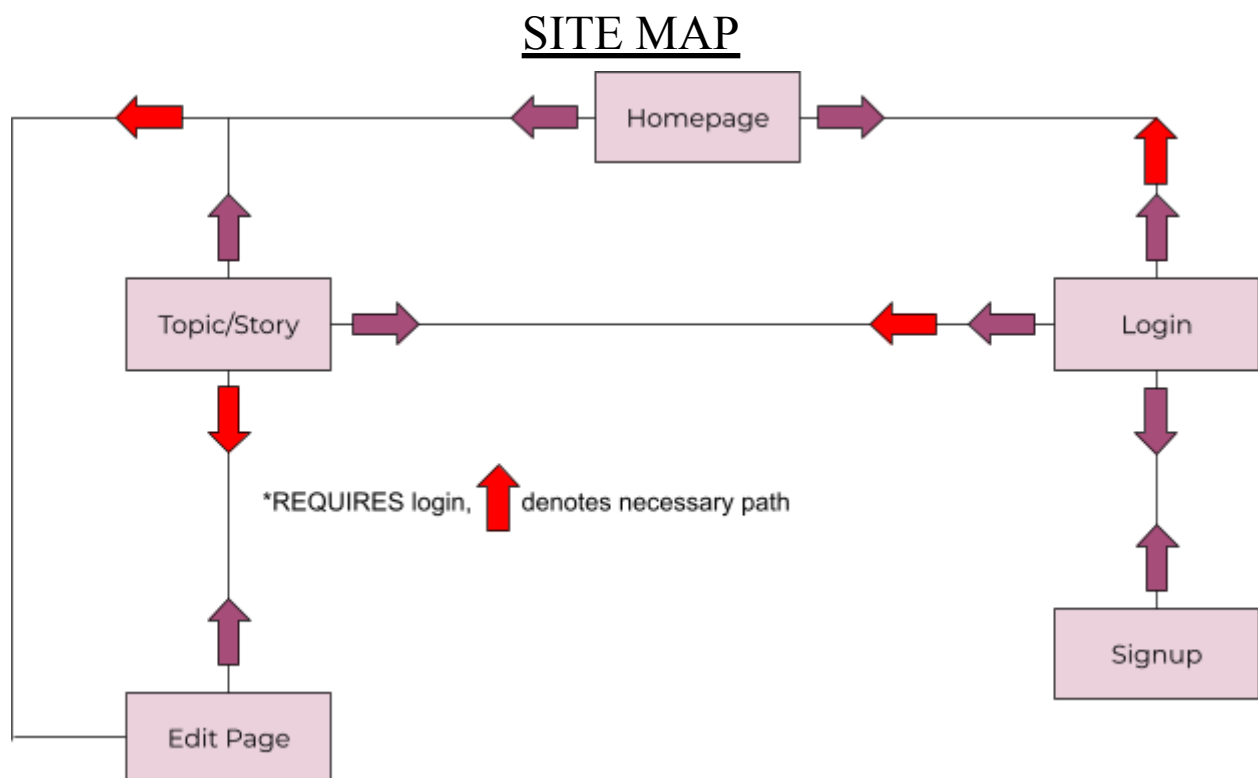 SITE MAP
Homepage
Topic/Story
Login
*REQUIRES login, denotes necessary path
Signup
Edit Page